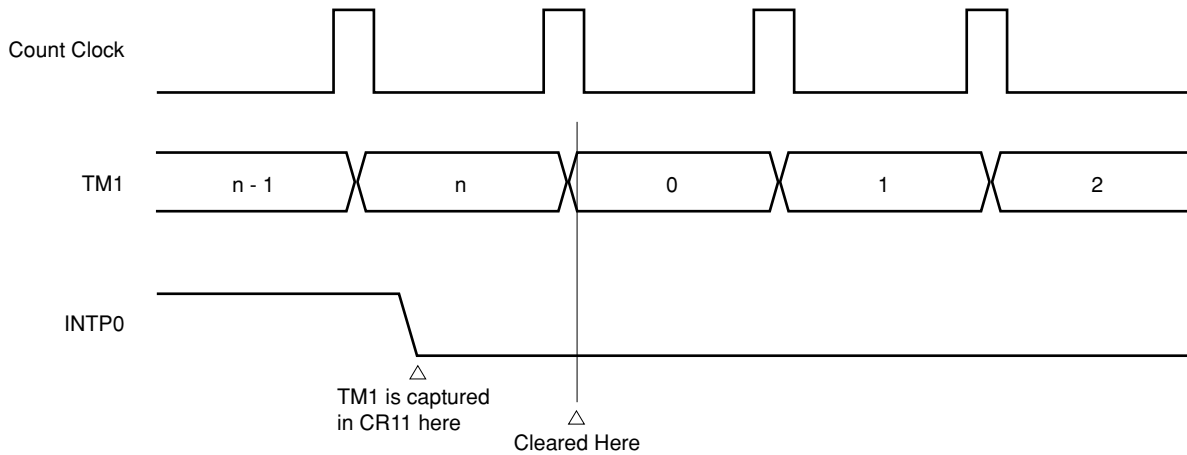 Count Clock
TM1
n - 1
n
0
1
2
INTP0
TM1 is captured
in CR11 here
Cleared Here